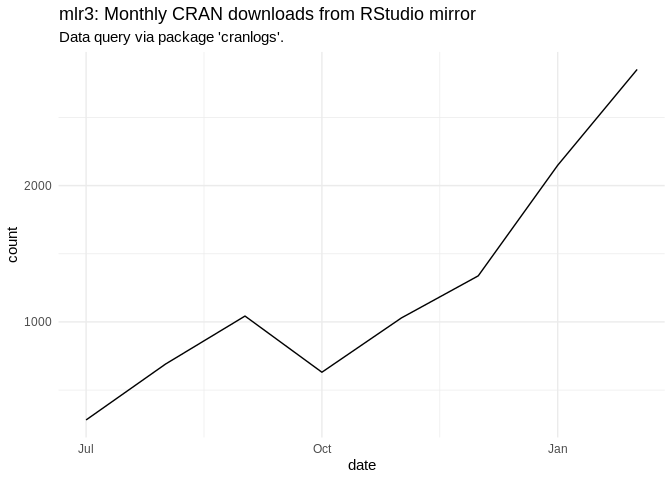 mlr3: Monthly CRAN downloads from RStudio mirror
Data query via package 'cranlogs'.
count
2000
1000
Jul Oct Jan
date